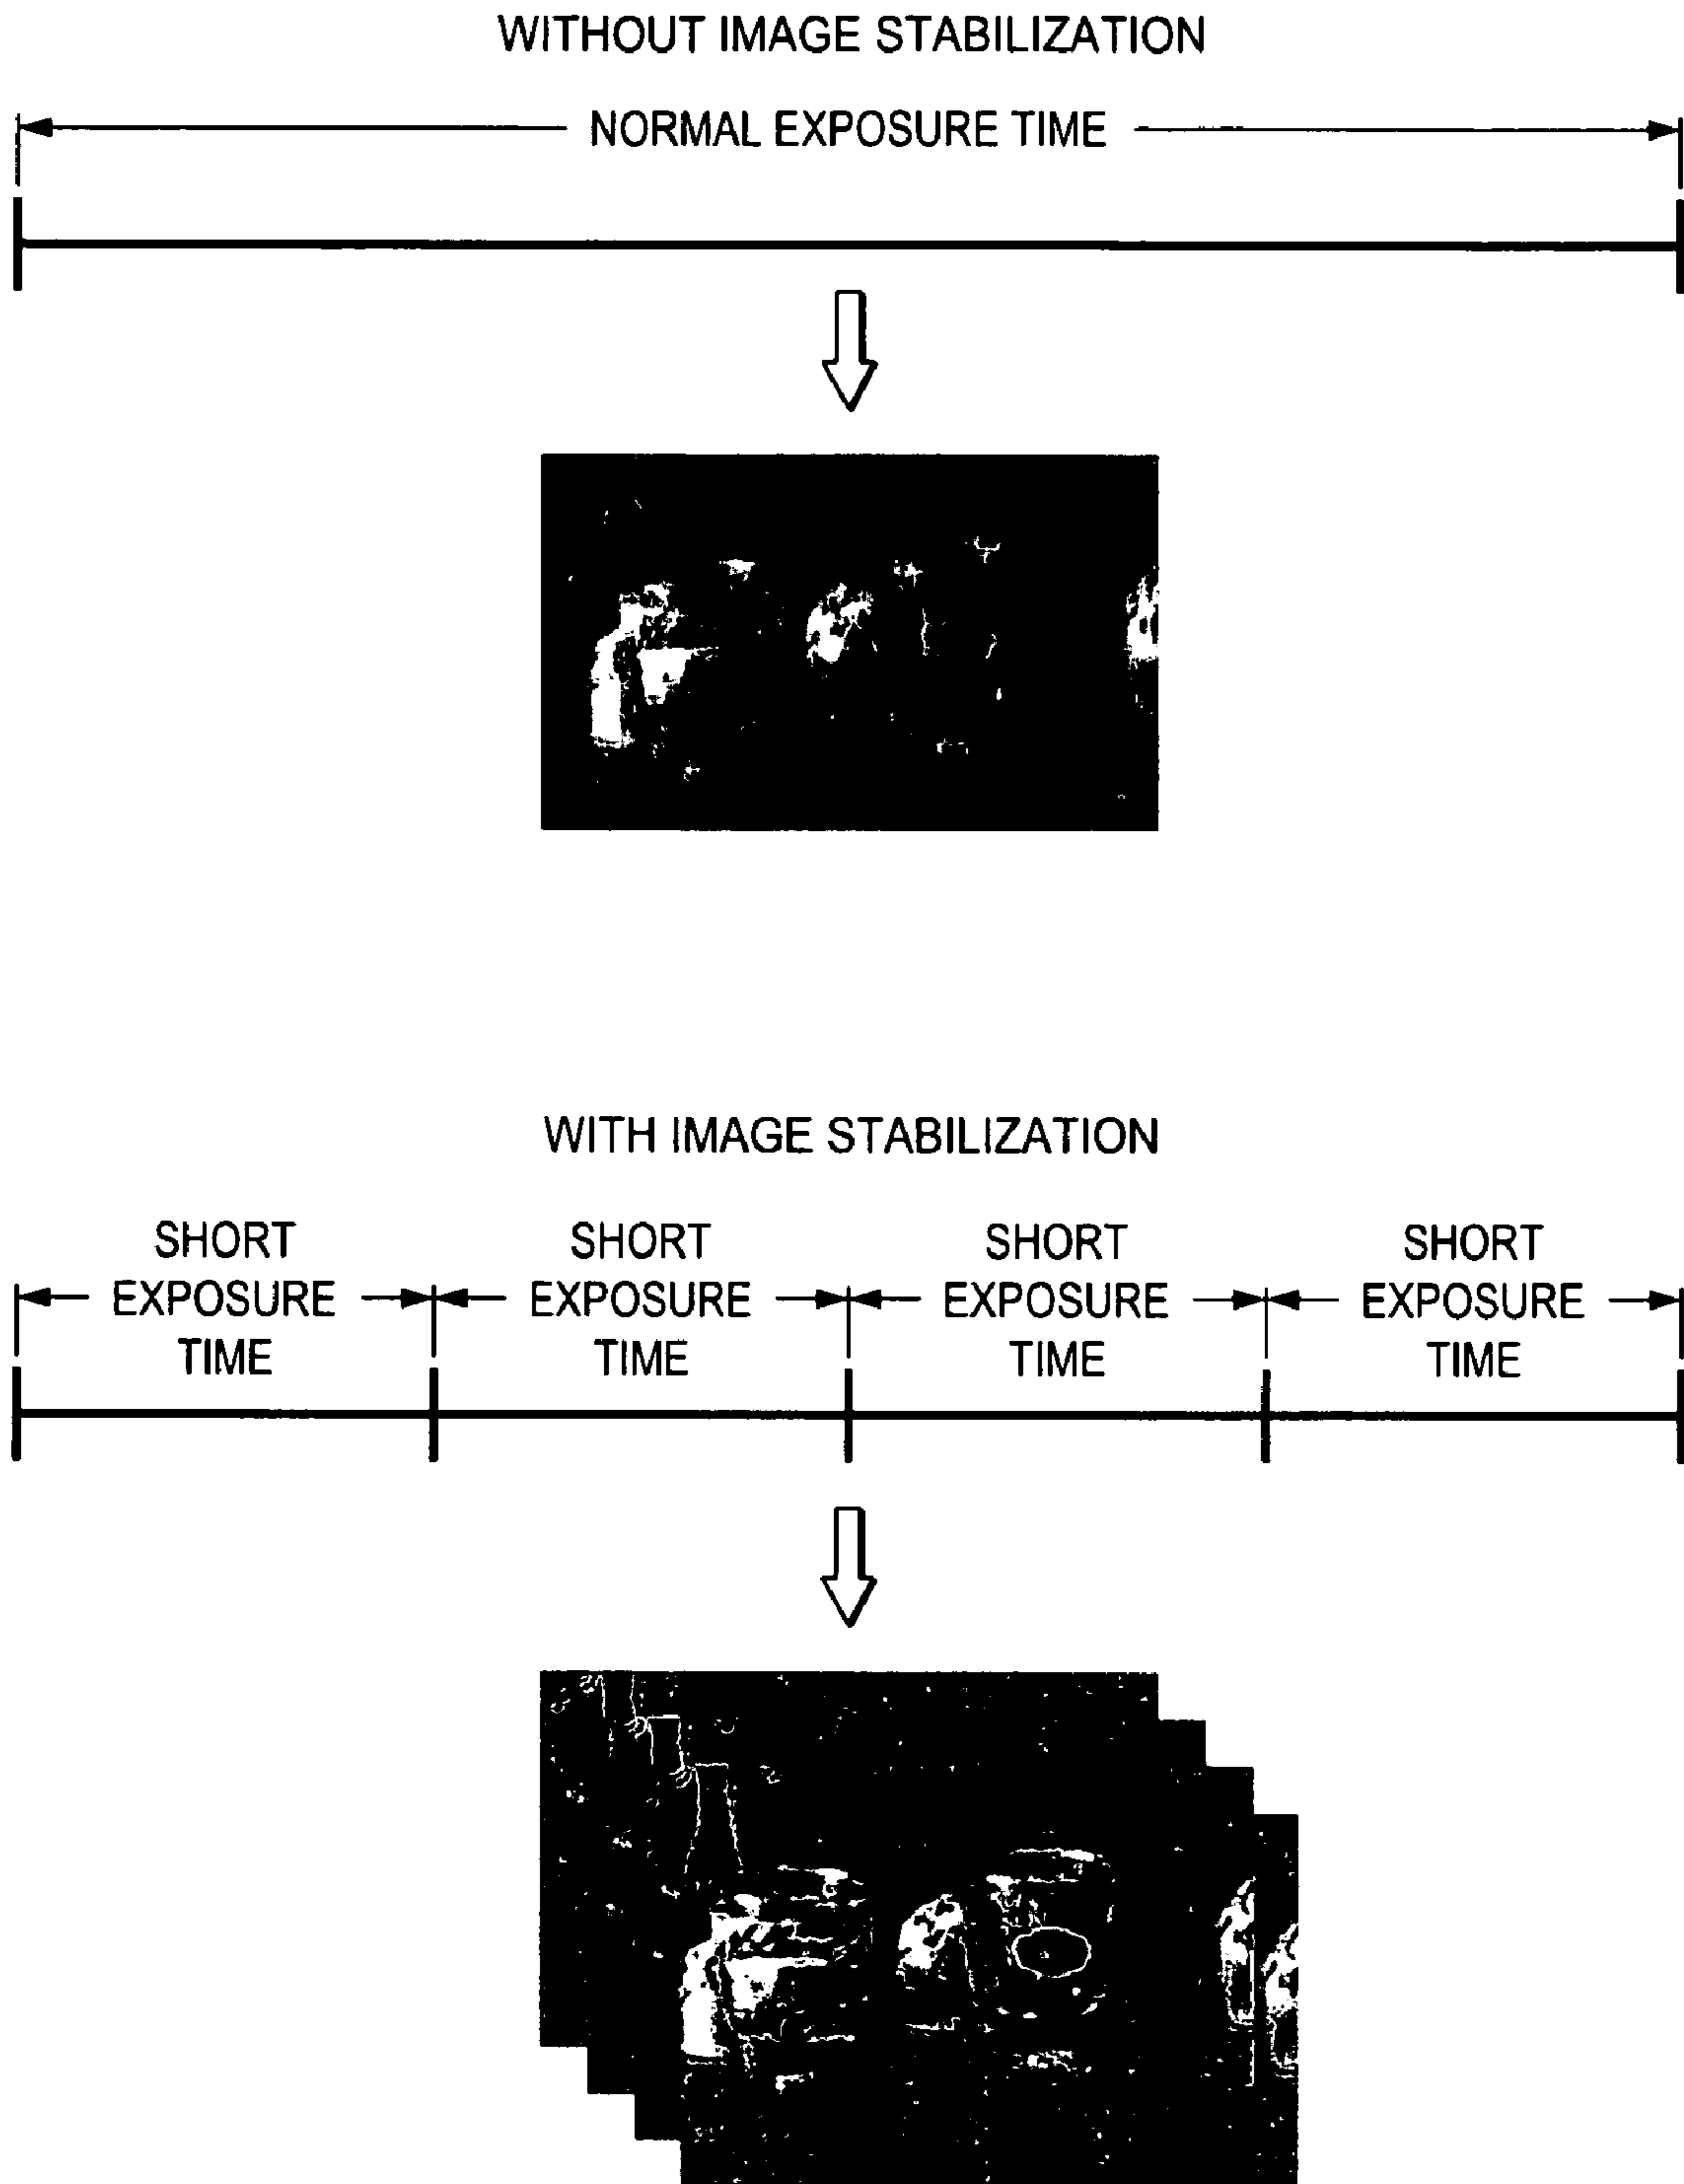 WITHOUT IMAGE STABILIZATION
NORMAL EXPOSURE TIME
WITH IMAGE STABILIZATION
SHORT EXPOSURE TIME
SHORT EXPOSURE TIME
SHORT EXPOSURE TIME
SHORT EXPOSURE TIME